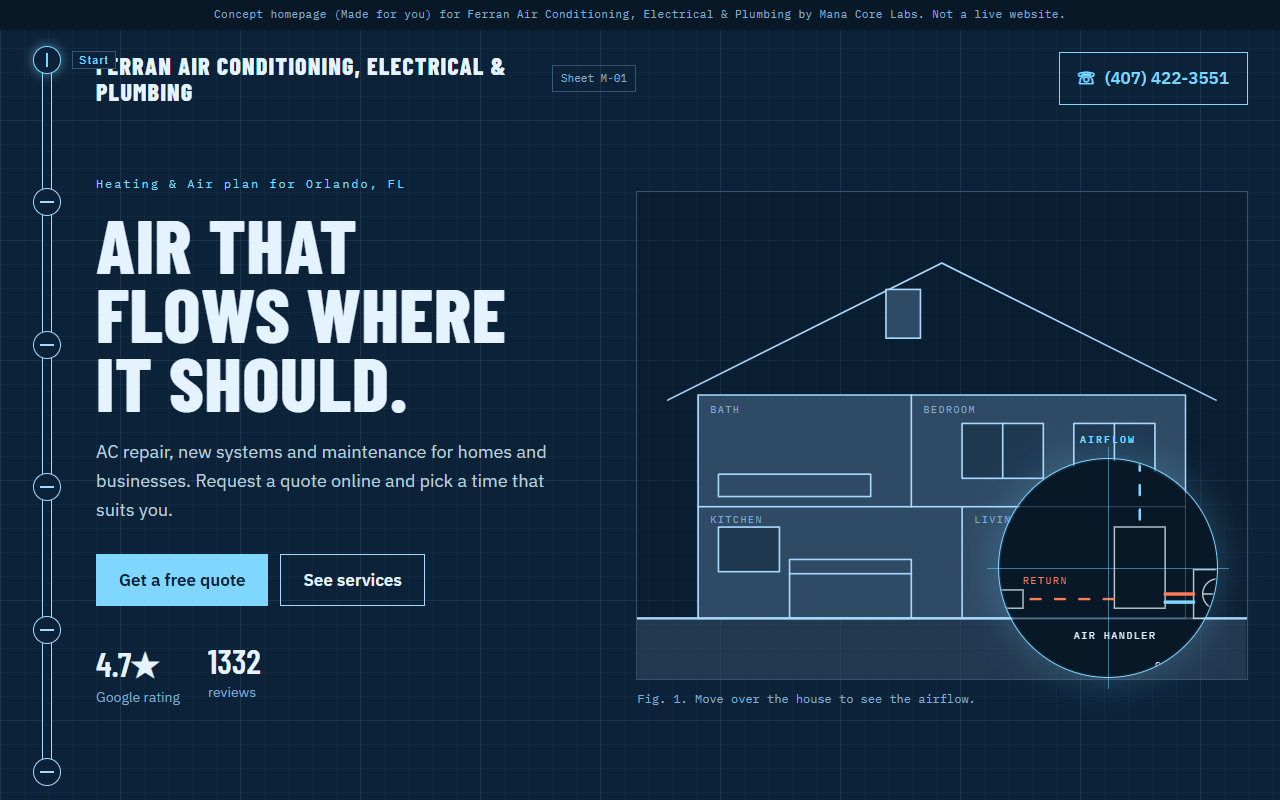 Concept homepage (Made for you) for Ferran Air Conditioning, Electrical & Plumbing by Mana Core Labs. Not a live website.
Start
FERRAN AIR CONDITIONING, ELECTRICAL &
PLUMBING
Sheet M-01
☎ (407) 422-3551
Heating & Air plan for Orlando, FL
AIR THAT
FLOWS WHERE
IT SHOULD.
AC repair, new systems and maintenance for homes and
businesses. Request a quote online and pick a time that
suits you.
Get a free quote
See services
4.7★
Google rating
1332
reviews
BATH
BEDROOM
AIRFLOW
KITCHEN
LIVIN
RETURN
AIR HANDLER
Fig. 1. Move over the house to see the airflow.